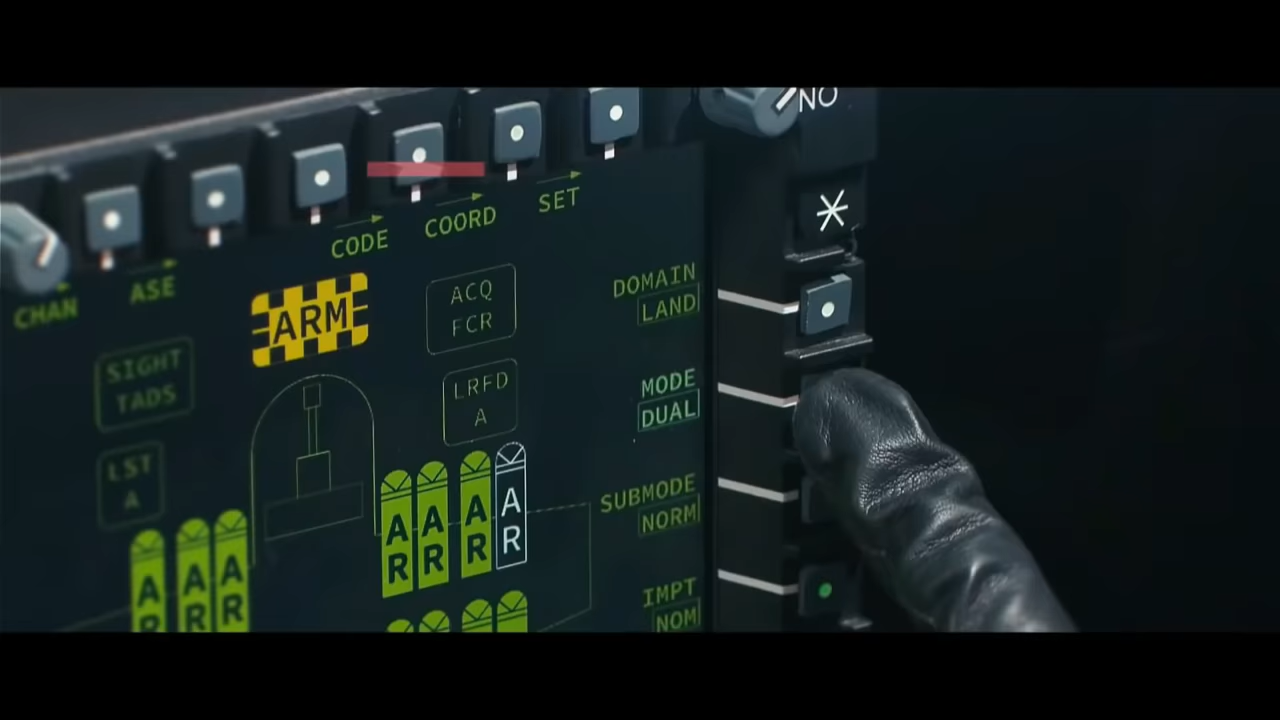 NO
*
CHAN
ASE
CODE
COORD
SET
SIGHT
TADS
ARM
ACQ
FCR
DOMAIN
LAND
LST
A
LRFD
A
MODE
DUAL
A
R
A
R
A
R
A
R
SUBMODE
NORM
A
R
A
R
A
R
IMPT
NOM